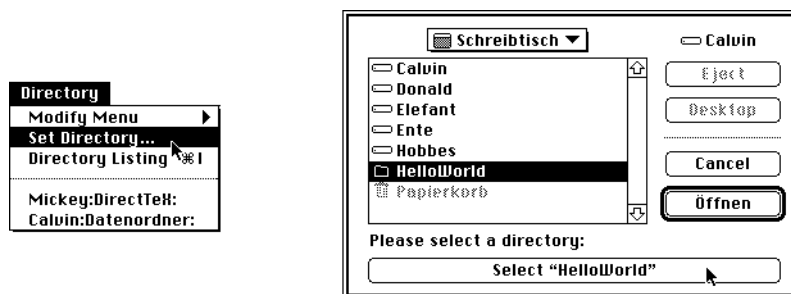 Directory
Modify Menu
Set Directory...
Directory Listing ⌘I
Mickey:DirectTeX:
Calvin:Datenordner:
Schreibtisch
Calvin
Calvin
Donald
Elefant
Ente
Hobbes
HelloWorld
Papierkorb
Eject
Desktop
Cancel
Öffnen
Please select a directory:
Select “HelloWorld”